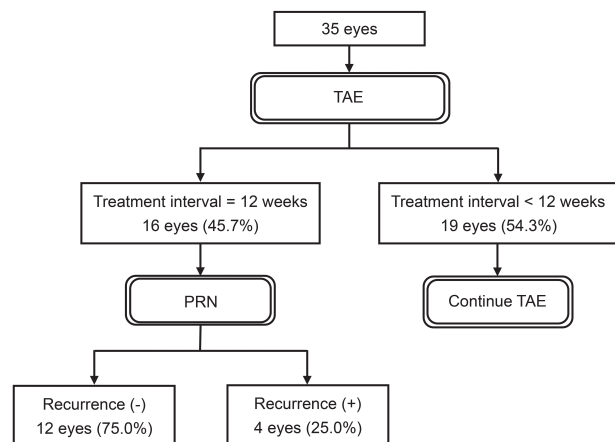 35 eyes
TAE
Treatment interval = 12 weeks
16 eyes (45.7%)
Treatment interval < 12 weeks
19 eyes (54.3%)
PRN
Continue TAE
Recurrence (-)
12 eyes (75.0%)
Recurrence (+)
4 eyes (25.0%)